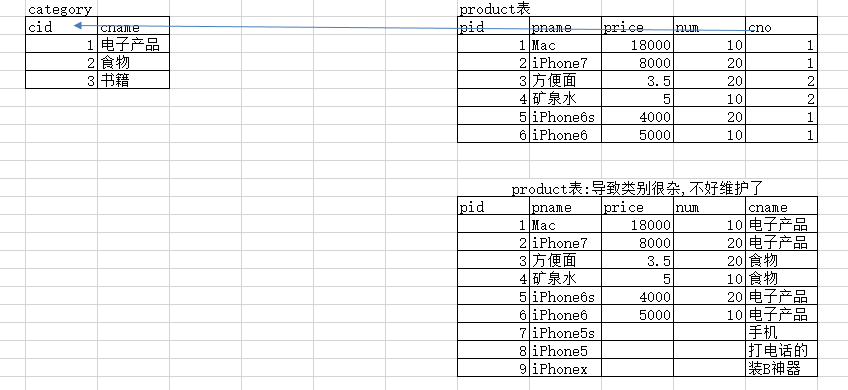 category
cid cname
1 电子产品
2 食物
3 书籍
product表
pid pname price num cno
1 Mac 18000 10 1
2 iPhone7 8000 20 1
3 方便面 3.5 20 2
4 矿泉水 5 10 2
5 iPhone6s 4000 20 1
6 iPhone6 5000 10 1
product表:导致类别很杂,不好维护了
pid pname price num cname
1 Mac 18000 10 电子产品
2 iPhone7 8000 20 电子产品
3 方便面 3.5 20 食物
4 矿泉水 5 10 食物
5 iPhone6s 4000 20 电子产品
6 iPhone6 5000 10 电子产品
7 iPhone5s 手机
8 iPhone5 打电话的
9 iPhonex 装B神器